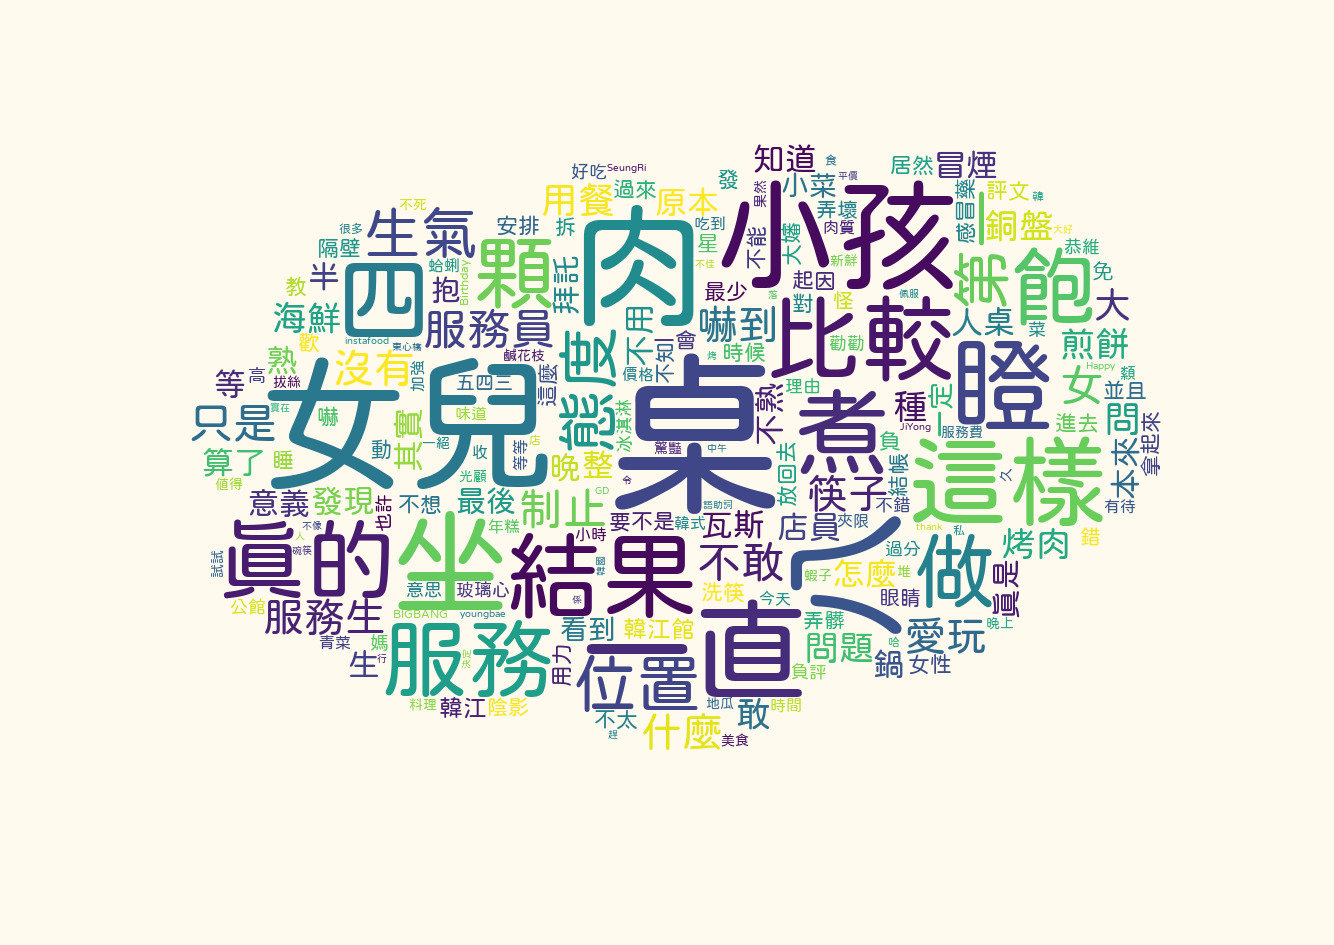 知道
食
居然
冒煙
好吃
SeungRi
發
小菜
平價
果然
感冒藥
評文
韓
不死
用餐
過來
原本
小孩
弄壞
銅盤
大好
生氣
很多
安排
拆
吃到
肉
肉質
大嬸
不能
恭維
隔壁
顆
星
新鮮
第
飽
半
四
蛤蜊
Birthday
拜託
不佳
起因
佩服
免
教
抱
最少
落
對
怪
大
海鮮
服務員
不用
嚇到
比較
人桌
菜
煎餅
歡
instafood
熟
沒有
鹹花枝
態度
不知
會
烤
時候
勸勸
瞪
Happy
等
高
拔絲
加強
五四三
這麼
價格
桌
理由
一定
女
並且
只是
實在
嚇
女兒
味道
冰淇淋
不熟
煮
種
JiYong
服務費
進去
問
拿起來
本來
算了
睡
動
其實
一絕
收
等等
店
驚豔
中午
放回去
負
結帳
這樣
久
值得
光顧
晚
整
令
意義
發現
不想
最後
制止
GD
語助詞
筷子
不錯
有待
也許
年糕
要不是
韓式
瓦斯
店員
夾限
thank
私
真的
不像
人
碗筷
坐
小時
結果
不敢
過分
做
烤肉
錯
試試
意思
玻璃心
係
洗筷
今天
蝦子
怎麼
堆
眼睛
真是
公館
服務生
BIGBANG
youngbae
看到
韓江館
一直
弄髒
愛玩
晚上
青菜
媽
服務
問題
哈
生
行
用力
位置
負評
鍋
女性
料理
韓江
陰影
不太
地瓜
敢
時間
趕
什麼
美食